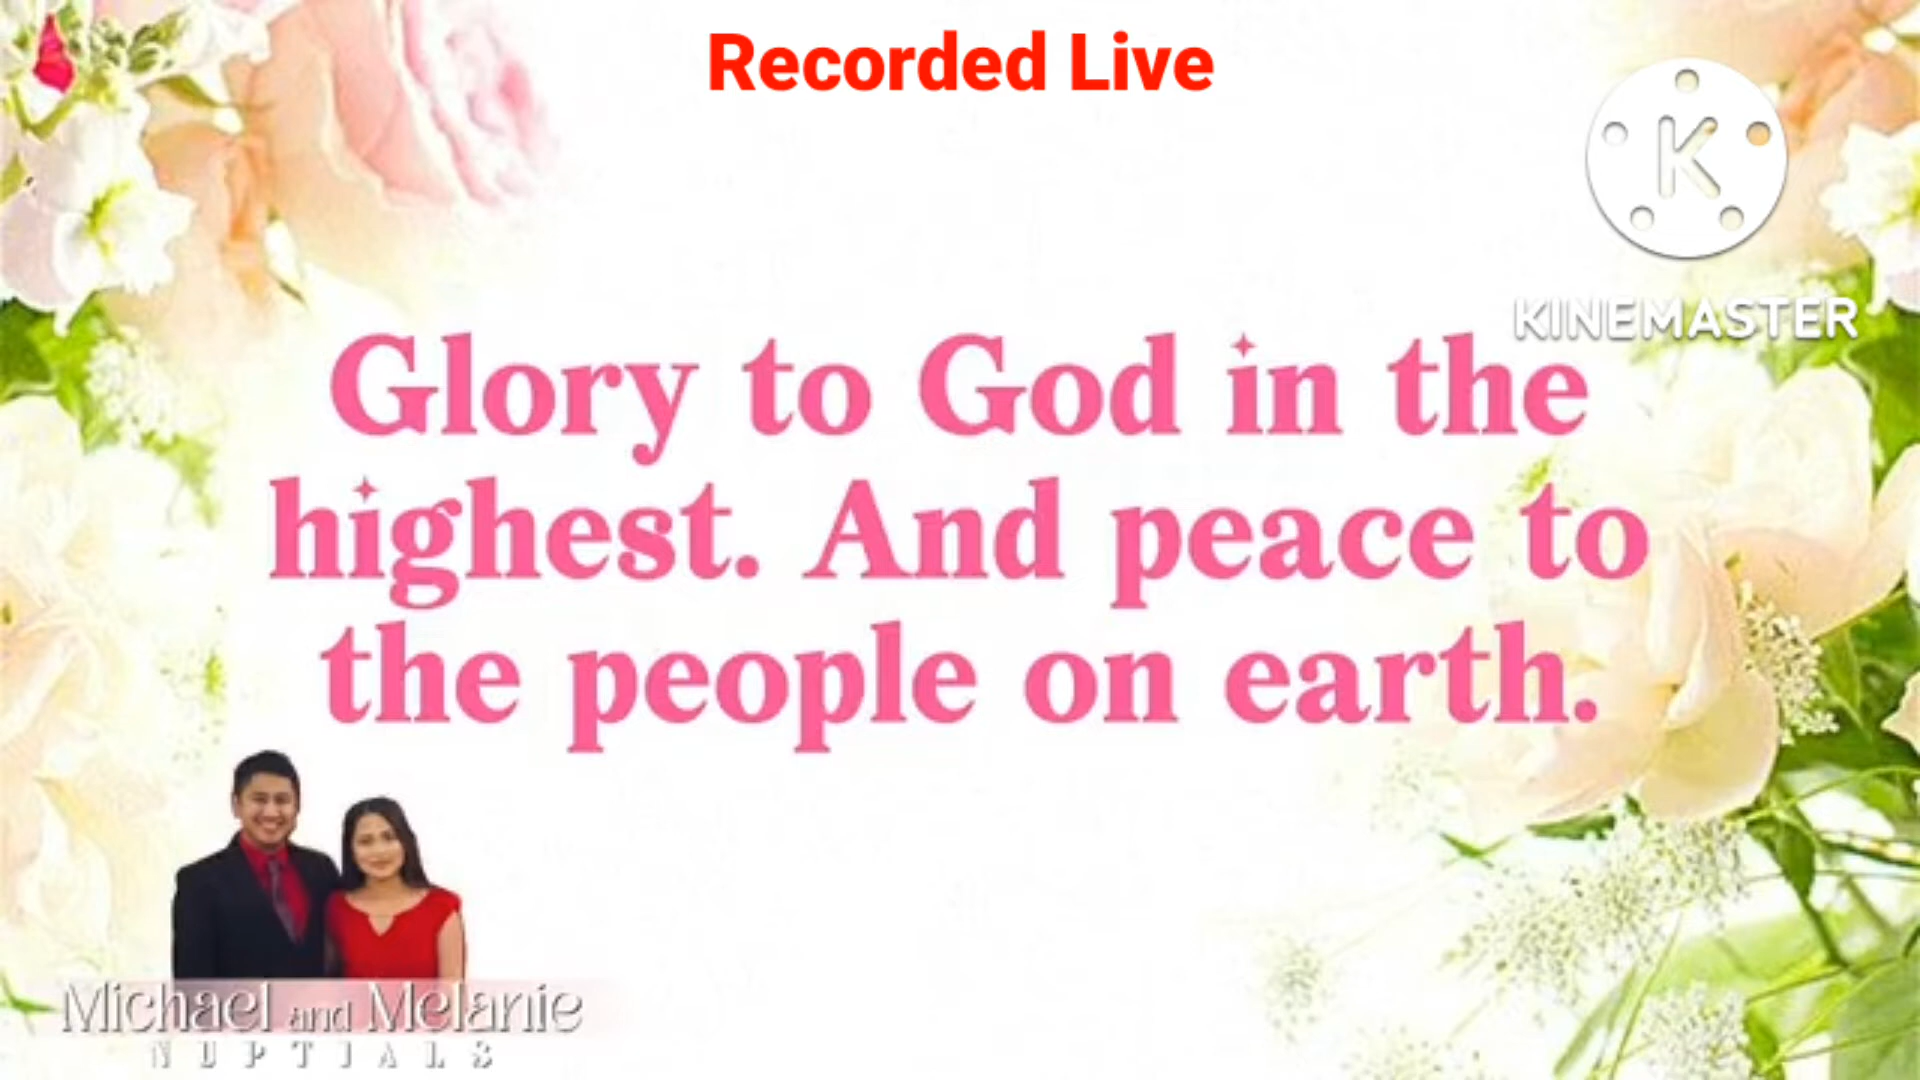 Recorded Live
K
KINEMASTER
Glory to God in the
highest. And peace to
the people on earth.
Michael and Melanie
NUPTIALS